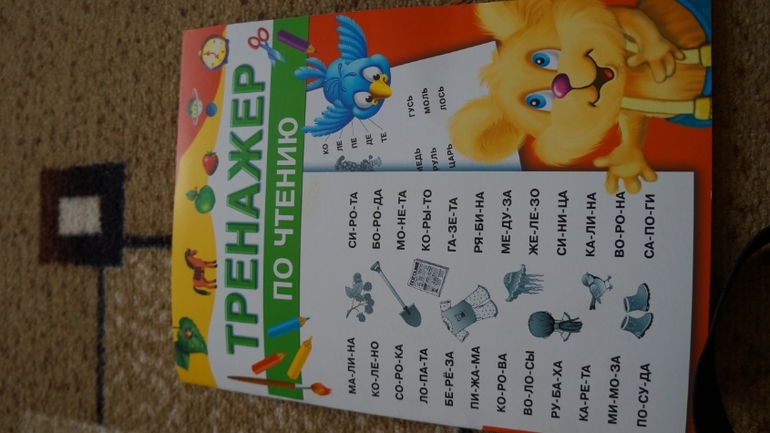 ТРЕНАЖЕР
ПО ЧТЕНИЮ
КО
ЛЕ
ПЕ
ДЕ
ТЕ
МЕДЬ
РУЛЬ
ЦАРЬ
ГУСЬ
МОЛЬ
ЛОСЬ
МА-ЛИ-НА
КО-ЛЕ-НО
СО-РО-КА
ЛО-ПА-ТА
БЕ-РЁ-ЗА
ПИ-ЖА-МА
КО-РО-ВА
ВО-ЛО-СЫ
РУ-БА-ХА
КА-РЕ-ТА
МИ-МО-ЗА
ПО-СУ-ДА
СИ-РО-ТА
БО-РО-ДА
МО-НЕ-ТА
КО-РЫ-ТО
ГА-ЗЕ-ТА
РЯ-БИ-НА
МЕ-ДУ-ЗА
ЖЕ-ЛЕ-ЗО
СИ-НИ-ЦА
КА-ЛИ-НА
ВО-РО-НА
СА-ПО-ГИ